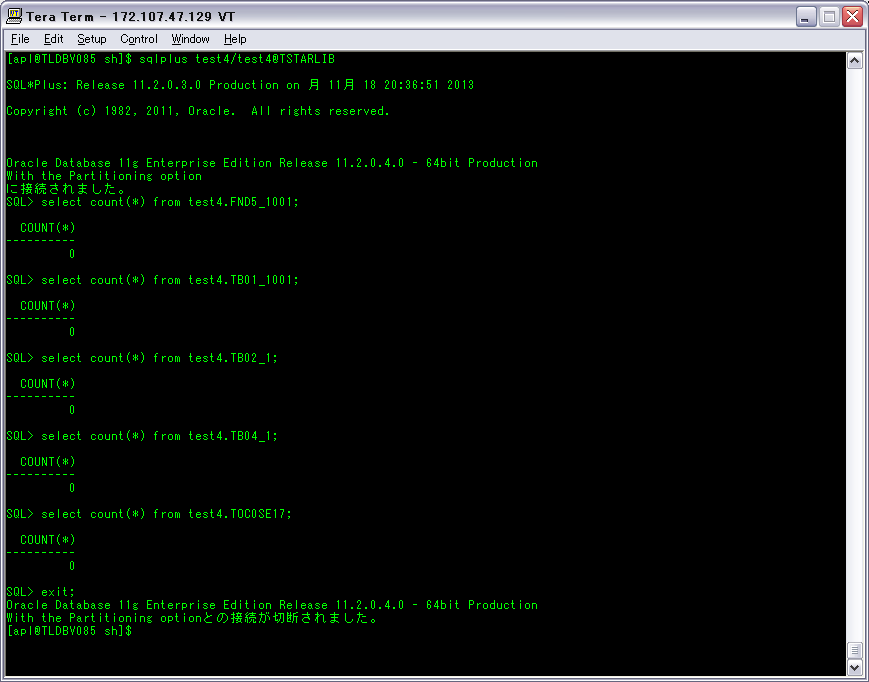 Tera Term - 172.107.47.129 VT
File Edit Setup Control Window Help
[apl@TLDBV085 sh]$ sqlplus test4/test4@TSTARLIB
SQL*Plus: Release 11.2.0.3.0 Production on 月 11月 18 20:36:51 2013
Copyright (c) 1982, 2011, Oracle.  All rights reserved.
Oracle Database 11g Enterprise Edition Release 11.2.0.4.0 - 64bit Production
With the Partitioning option
に接続されました。
SQL> select count(*) from test4.FND5_1001;
COUNT(*)
----------
0
SQL> select count(*) from test4.TB01_1001;
COUNT(*)
----------
0
SQL> select count(*) from test4.TB02_1;
COUNT(*)
----------
0
SQL> select count(*) from test4.TB04_1;
COUNT(*)
----------
0
SQL> select count(*) from test4.TOCOSE17;
COUNT(*)
----------
0
SQL> exit;
Oracle Database 11g Enterprise Edition Release 11.2.0.4.0 - 64bit Production
With the Partitioning optionとの接続が切断されました。
[apl@TLDBV085 sh]$